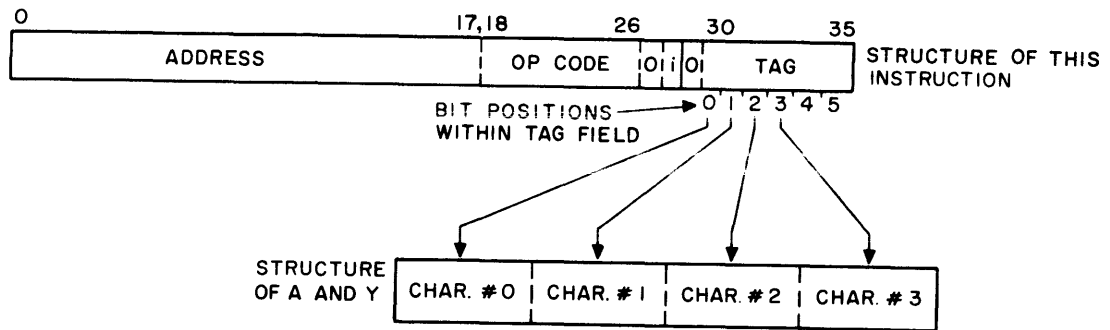 0 17,18 26 30 35
ADDRESS OP CODE 0 i 0 TAG
STRUCTURE OF THIS
INSTRUCTION
BIT POSITIONS
WITHIN TAG FIELD
0 1 2 3 4 5
STRUCTURE
OF A AND Y
CHAR. #0 CHAR. #1 CHAR. #2 CHAR. #3